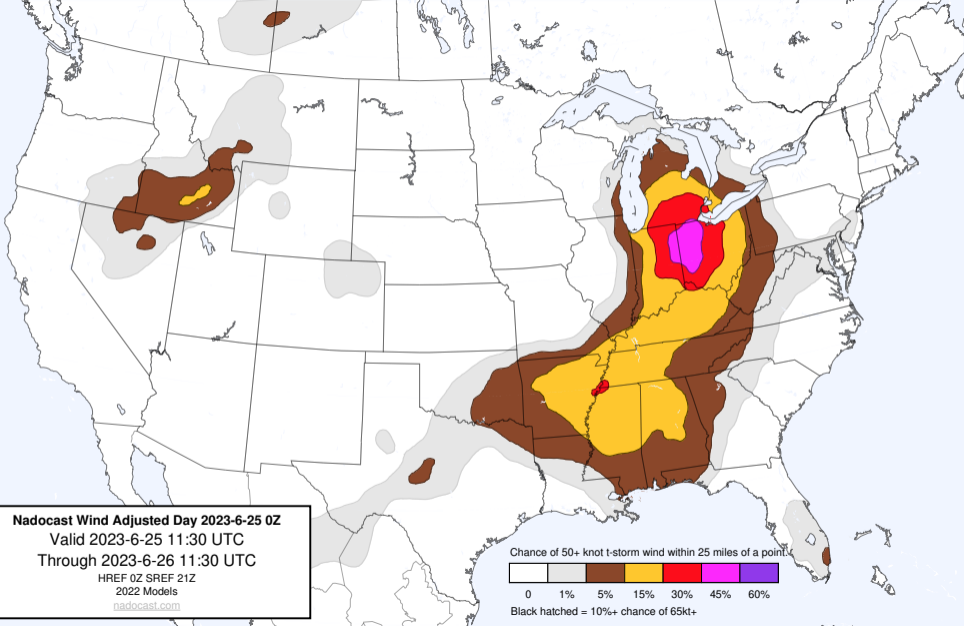 Nadocast Wind Adjusted Day 2023-6-25 0Z
Valid 2023-6-25 11:30 UTC
Through 2023-6-26 11:30 UTC
HREF 0Z SREF 21Z
2022 Models
nadocast.com
Chance of 50+ knot t-storm wind within 25 miles of a point.
0 1% 5% 15% 30% 45% 60%
Black hatched = 10%+ chance of 65kt+